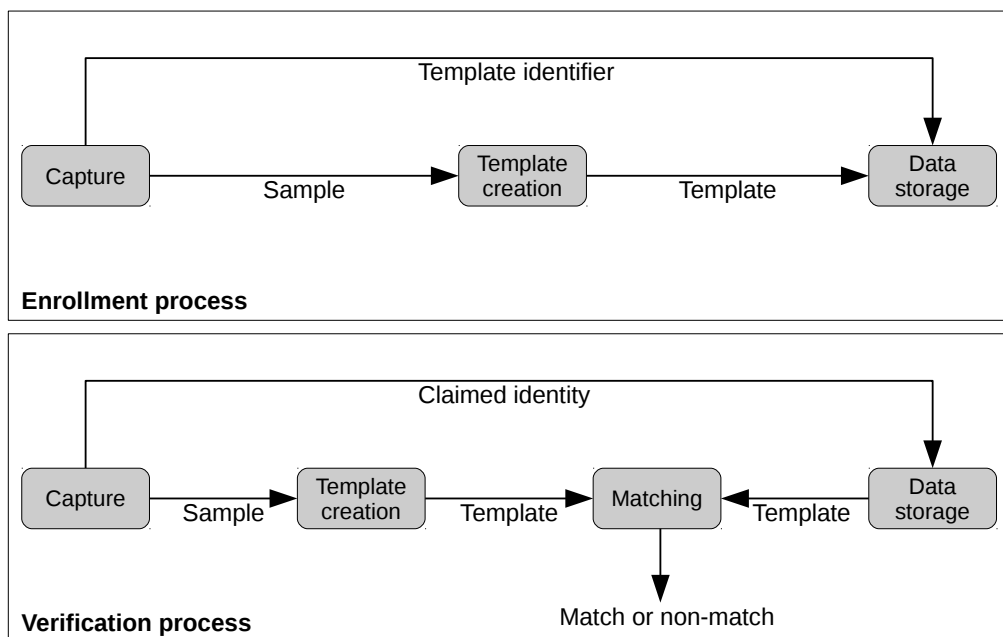 Template identifier
Capture
Sample
Template
creation
Template
Data
storage
Enrollment process
Claimed identity
Capture
Sample
Template
creation
Template
Matching
Template
Data
storage
Match or non-match
Verification process